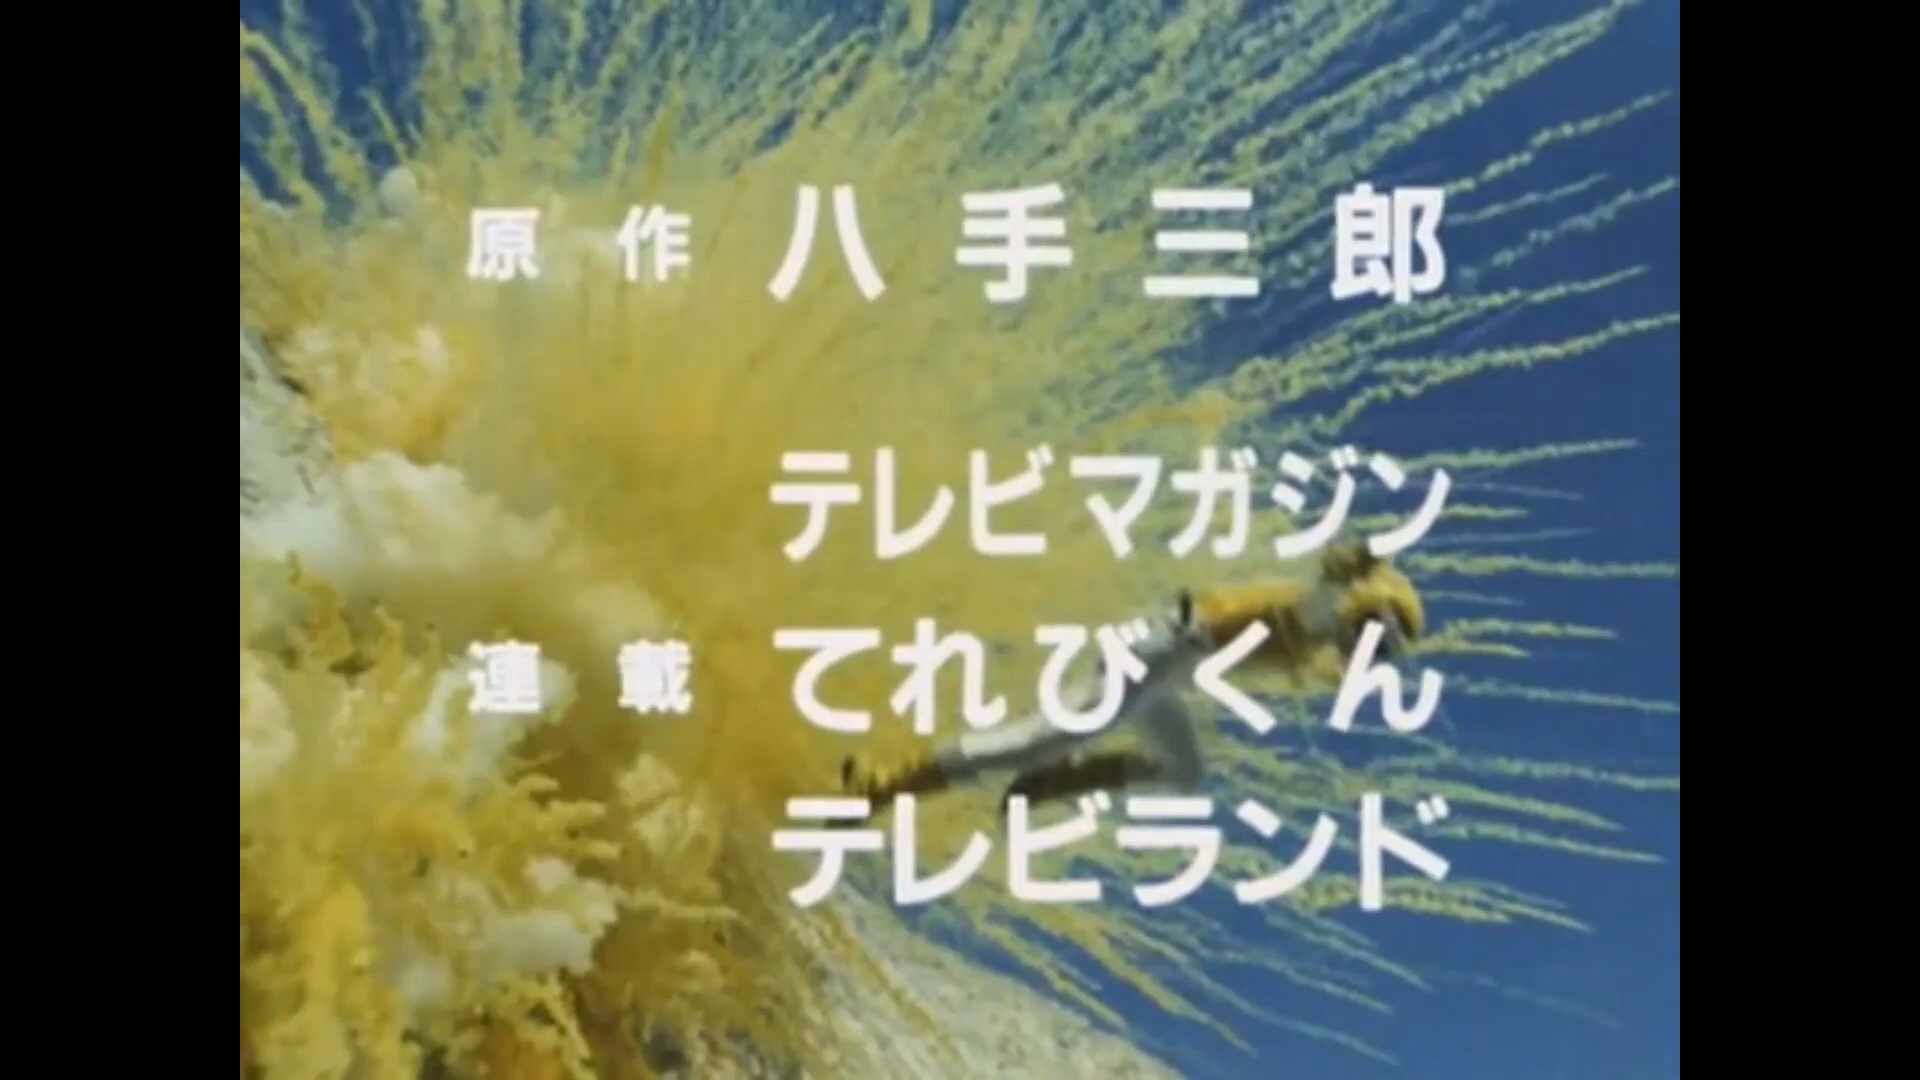 原作 八手三郎
テレビマガジン
連載 てれびくん
テレビランド